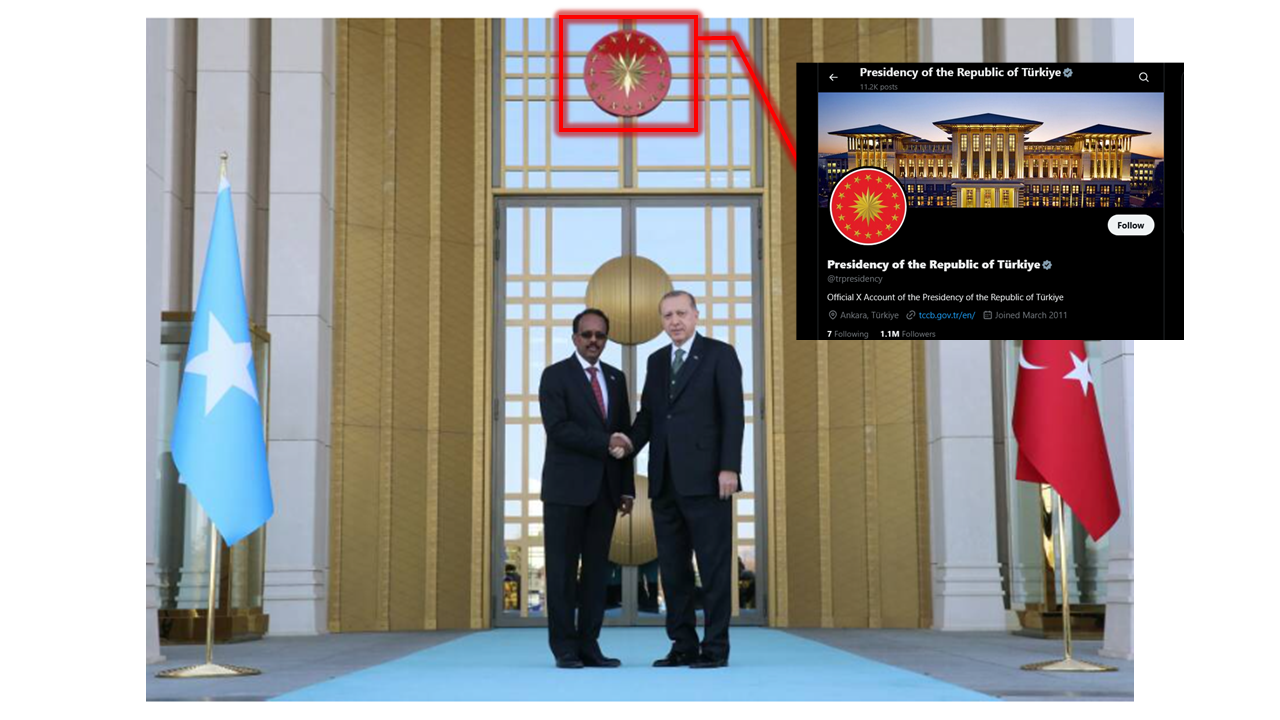 Presidency of the Republic of Türkiye
11.2K posts
Follow
Presidency of the Republic of Türkiye
@trpresidency
Official X Account of the Presidency of the Republic of Türkiye
Ankara, Türkiye tccb.gov.tr/en/ Joined March 2011
7 Following 1.1M Followers